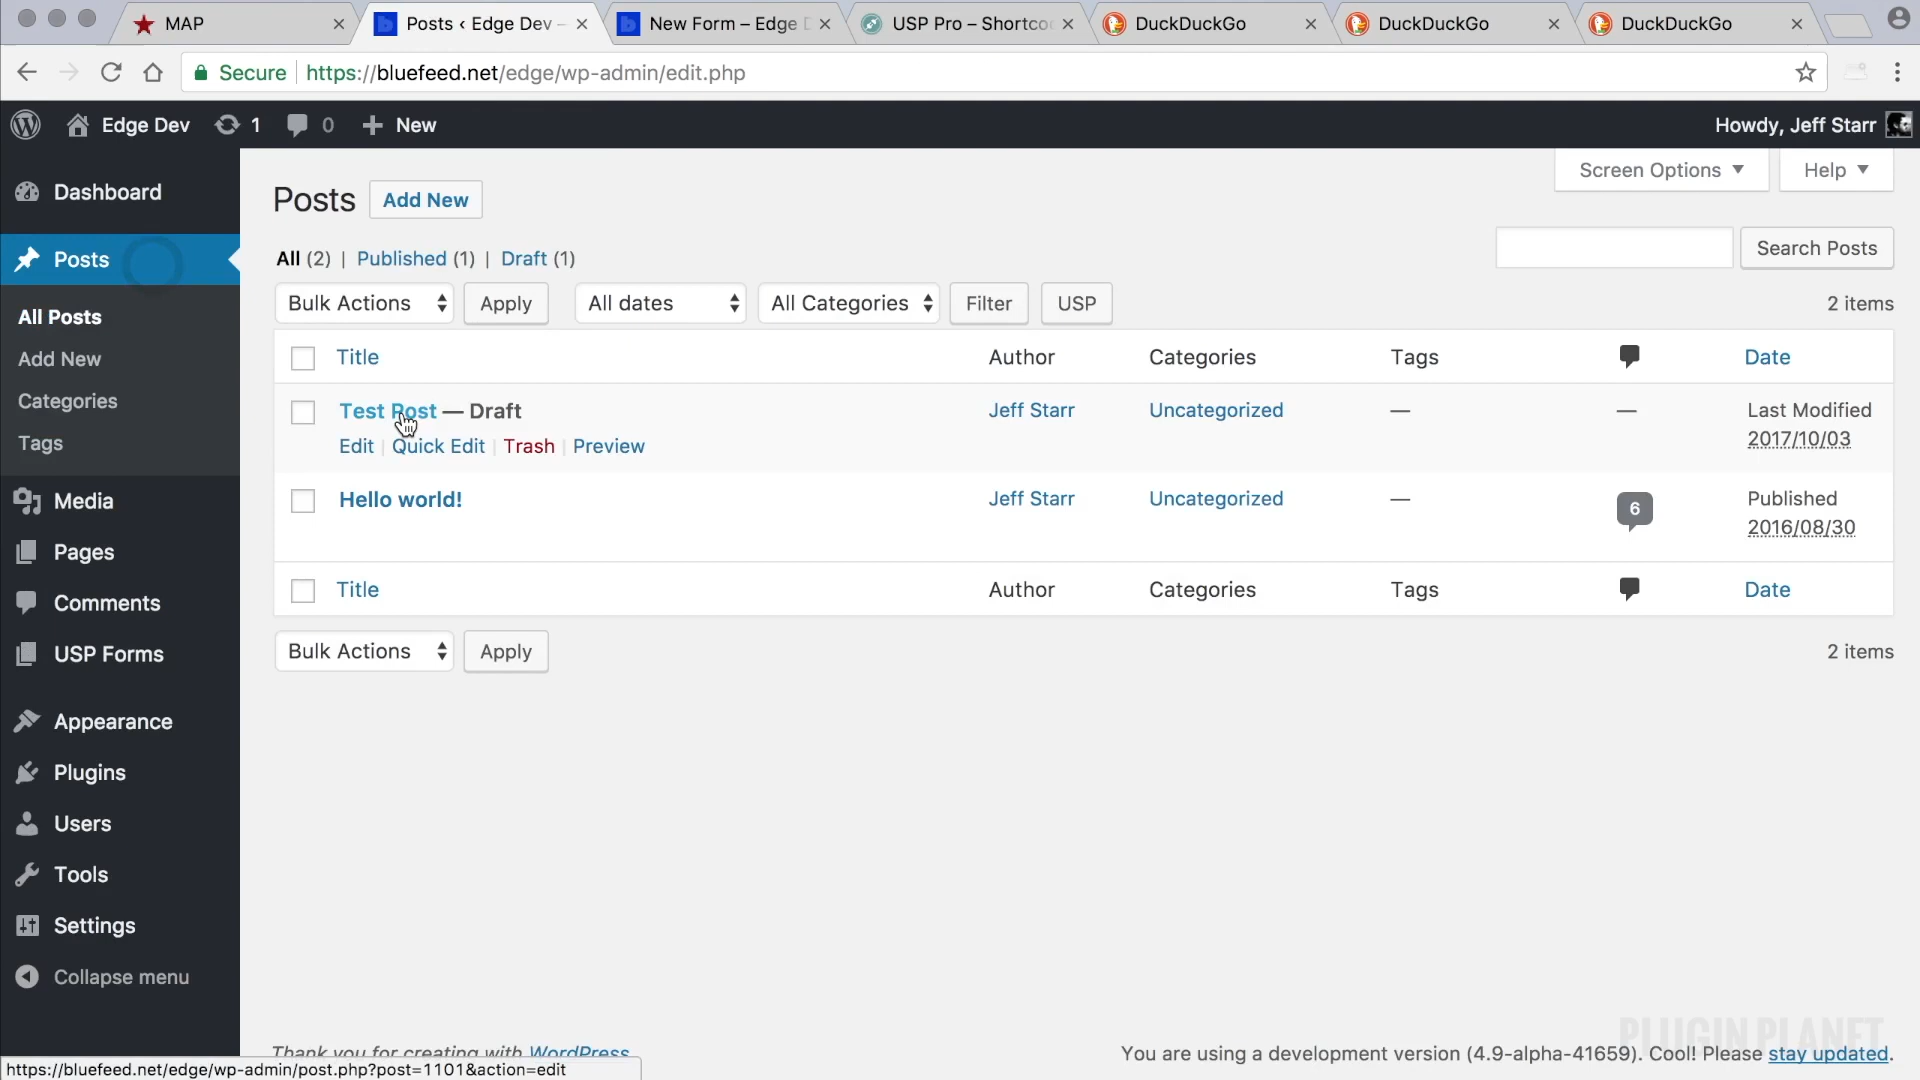 MAP
Posts ‹ Edge Dev –
New Form – Edge D
USP Pro – Shortco
DuckDuckGo
DuckDuckGo
DuckDuckGo
Secure
https://bluefeed.net/edge/wp-admin/edit.php
Edge Dev
1
0
New
Howdy, Jeff Starr
Dashboard
Posts
All Posts
Add New
Categories
Tags
Media
Pages
Comments
USP Forms
Appearance
Plugins
Users
Tools
Settings
Collapse menu
Posts
Add New
Screen Options
Help
All (2) | Published (1) | Draft (1)
Search Posts
Bulk Actions
Apply
All dates
All Categories
Filter
USP
2 items
Title
Author
Categories
Tags
Date
Test Post — Draft
Edit | Quick Edit | Trash | Preview
Jeff Starr
Uncategorized
—
—
Last Modified
2017/10/03
Hello world!
Jeff Starr
Uncategorized
—
6
Published
2016/08/30
Title
Author
Categories
Tags
Date
Bulk Actions
Apply
2 items
PLUGIN PLANET
Thank you for creating with WordPress
You are using a development version (4.9-alpha-41659). Cool! Please stay updated.
https://bluefeed.net/edge/wp-admin/post.php?post=1101&action=edit